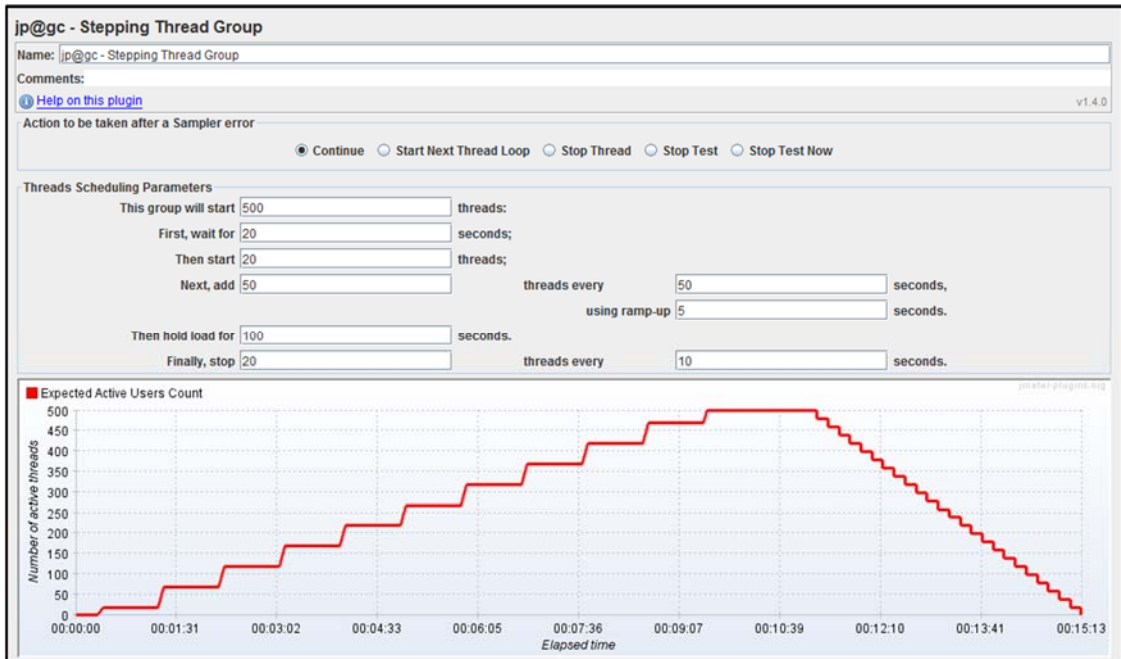 jp@gc - Stepping Thread Group
Name: jp@gc - Stepping Thread Group
Comments:
Help on this plugin v1.4.0
Action to be taken after a Sampler error
Continue Start Next Thread Loop Stop Thread Stop Test Stop Test Now
Threads Scheduling Parameters
This group will start 500 threads:
First, wait for 20 seconds;
Then start 20 threads;
Next, add 50 threads every 50 seconds,
using ramp-up 5 seconds.
Then hold load for 100 seconds.
Finally, stop 20 threads every 10 seconds.
Expected Active Users Count jmeter-plugins.org
500
450
400
350
300
250
200
150
100
50
0
Number of active threads
00:00:00 00:01:31 00:03:02 00:04:33 00:06:05 00:07:36 00:09:07 00:10:39 00:12:10 00:13:41 00:15:13
Elapsed time